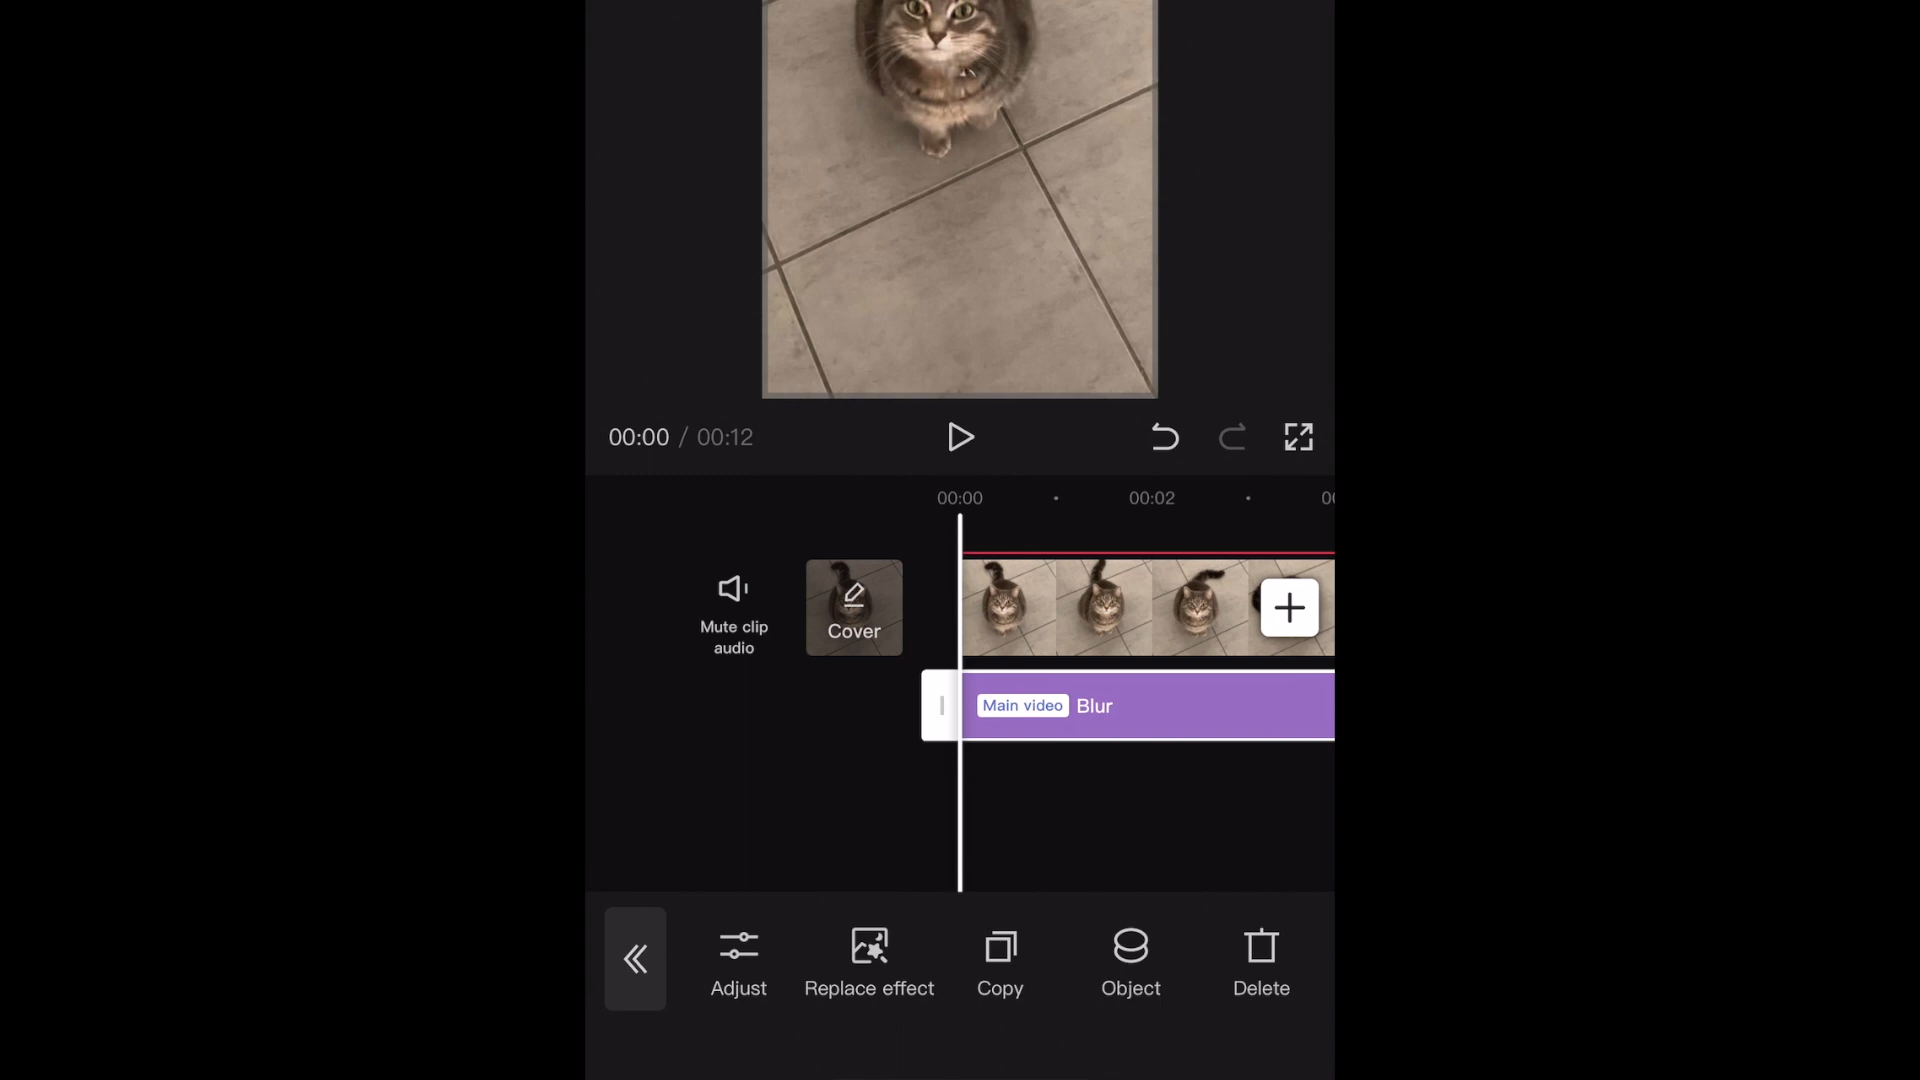 00:00 / 00:12
00:00 00:02
Mute clip
audio
Cover
Main video Blur
Adjust Replace effect Copy Object Delete